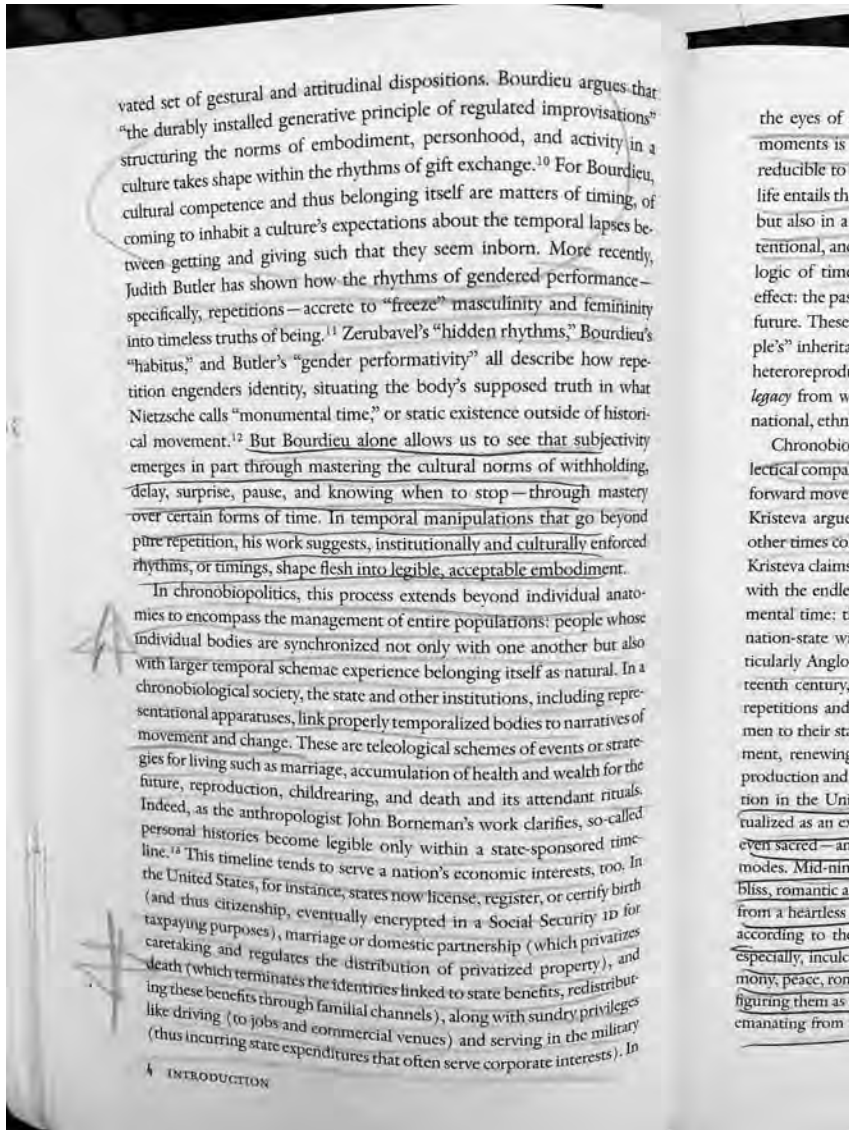 vated set of gestural and attitudinal dispositions. Bourdieu argues that
“the durably installed generative principle of regulated improvisations”
structuring the norms of embodiment, personhood, and activity in a
culture takes shape within the rhythms of gift exchange.10 For Bourdieu,
cultural competence and thus belonging itself are matters of timing, of
coming to inhabit a culture’s expectations about the temporal lapses be-
tween getting and giving such that they seem inborn. More recently,
Judith Butler has shown how the rhythms of gendered performance—
specifically, repetitions—accrete to “freeze” masculinity and femininity
into timeless truths of being.11 Zerubavel’s “hidden rhythms,” Bourdieu’s
“habitus,” and Butler’s “gender performativity” all describe how repe-
tition engenders identity, situating the body’s supposed truth in what
Nietzsche calls “monumental time,” or static existence outside of histori-
cal movement.12 But Bourdieu alone allows us to see that subjectivity
emerges in part through mastering the cultural norms of withholding,
delay, surprise, pause, and knowing when to stop—through mastery
over certain forms of time. In temporal manipulations that go beyond
pure repetition, his work suggests, institutionally and culturally enforced
rhythms, or timings, shape flesh into legible, acceptable embodiment.
In chronobiopolitics, this process extends beyond individual anato-
mies to encompass the management of entire populations: people whose
individual bodies are synchronized not only with one another but also
with larger temporal schemae experience belonging itself as natural. In a
chronobiological society, the state and other institutions, including repre-
sentational apparatuses, link properly temporalized bodies to narratives of
movement and change. These are teleological schemes of events or strate-
gies for living such as marriage, accumulation of health and wealth for the
future, reproduction, childrearing, and death and its attendant rituals.
Indeed, as the anthropologist John Borneman’s work clarifies, so-called
personal histories become legible only within a state-sponsored time-
line.13 This timeline tends to serve a nation’s economic interests, too. In
the United States, for instance, states now license, register, or certify birth
(and thus citizenship, eventually encrypted in a Social Security ID for
taxpaying purposes), marriage or domestic partnership (which privatizes
caretaking and regulates the distribution of privatized property), and
death (which terminates the identities linked to state benefits, redistribut-
ing these benefits through familial channels), along with sundry privileges
like driving (to jobs and commercial venues) and serving in the military
(thus incurring state expenditures that often serve corporate interests). In
4 INTRODUCTION
the eyes of
moments is
reducible to
life entails th
but also in a
tentional, and
logic of time
effect: the pas
future. These
ple’s” inherita
heteroreprodu
legacy from w
national, ethn
Chronobio
lectical compa
forward move
Kristeva argue
other times co
Kristeva claims
with the endle
mental time: t
nation-state wi
ticularly Anglo
teenth century,
repetitions and
men to their sta
ment, renewing
production and
tion in the Uni
tualized as an ex
even sacred—an
modes. Mid-nin
bliss, romantic a
from a heartless
according to the
especially, inculc
mony, peace, rom
figuring them as
emanating from